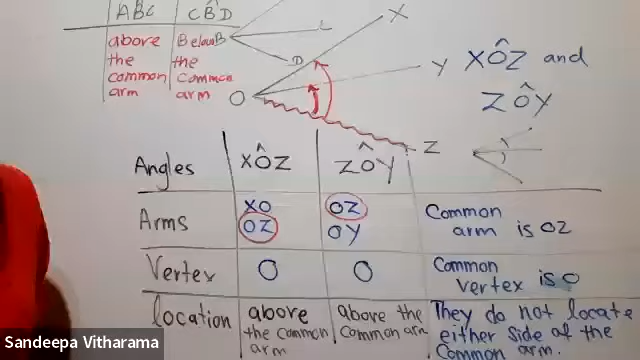 ABC CBD
above Below B C
the the D X
common Common
arm arm
O Y
Z
XÔZ and
ZÔY
Angles XÔZ ZÔY
Arms XO OZ Common
OZ OY arm is OZ
Vertex O O Common
vertex is O
location above above the They do not locate
the common Common arm either side of the
arm Common arm.
Sandeepa Vitharama